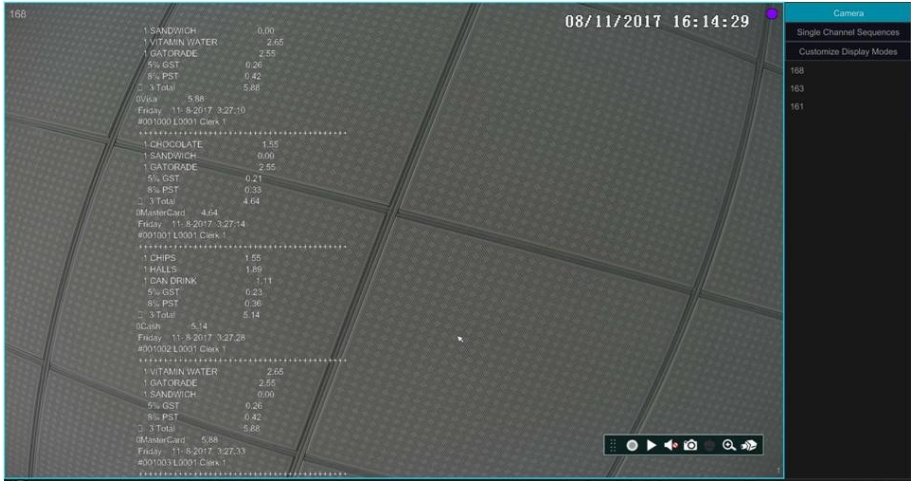 168
08/11/2017 16:14:29
1 SANDWICH 0.00
1 VITAMIN WATER 2.65
1 GATORADE 2.55
5% GST 0.26
8% PST 0.42
3 Total 5.88
0Visa 5.88
Friday 11- 8-2017 3:27:10
#001000 L0001 Clerk 1
1 CHOCOLATE 1.55
1 SANDWICH 0.00
1 GATORADE 2.55
5% GST 0.21
8% PST 0.33
3 Total 4.64
0MasterCard 4.64
Friday 11- 8-2017 3:27:14
#001001 L0001 Clerk 1
1 CHIPS 1.55
1 HALLS 1.89
1 CAN DRINK 1.11
5% GST 0.23
8% PST 0.36
3 Total 5.14
0Cash 5.14
Friday 11- 8-2017 3:27:28
#001002 L0001 Clerk 1
1 VITAMIN WATER 2.65
1 GATORADE 2.55
1 SANDWICH 0.00
5% GST 0.26
8% PST 0.42
3 Total 5.88
0MasterCard 5.88
Friday 11- 8-2017 3:27:33
#001003 L0001 Clerk 1
1
Camera
Single Channel Sequences
Customize Display Modes
168
163
161